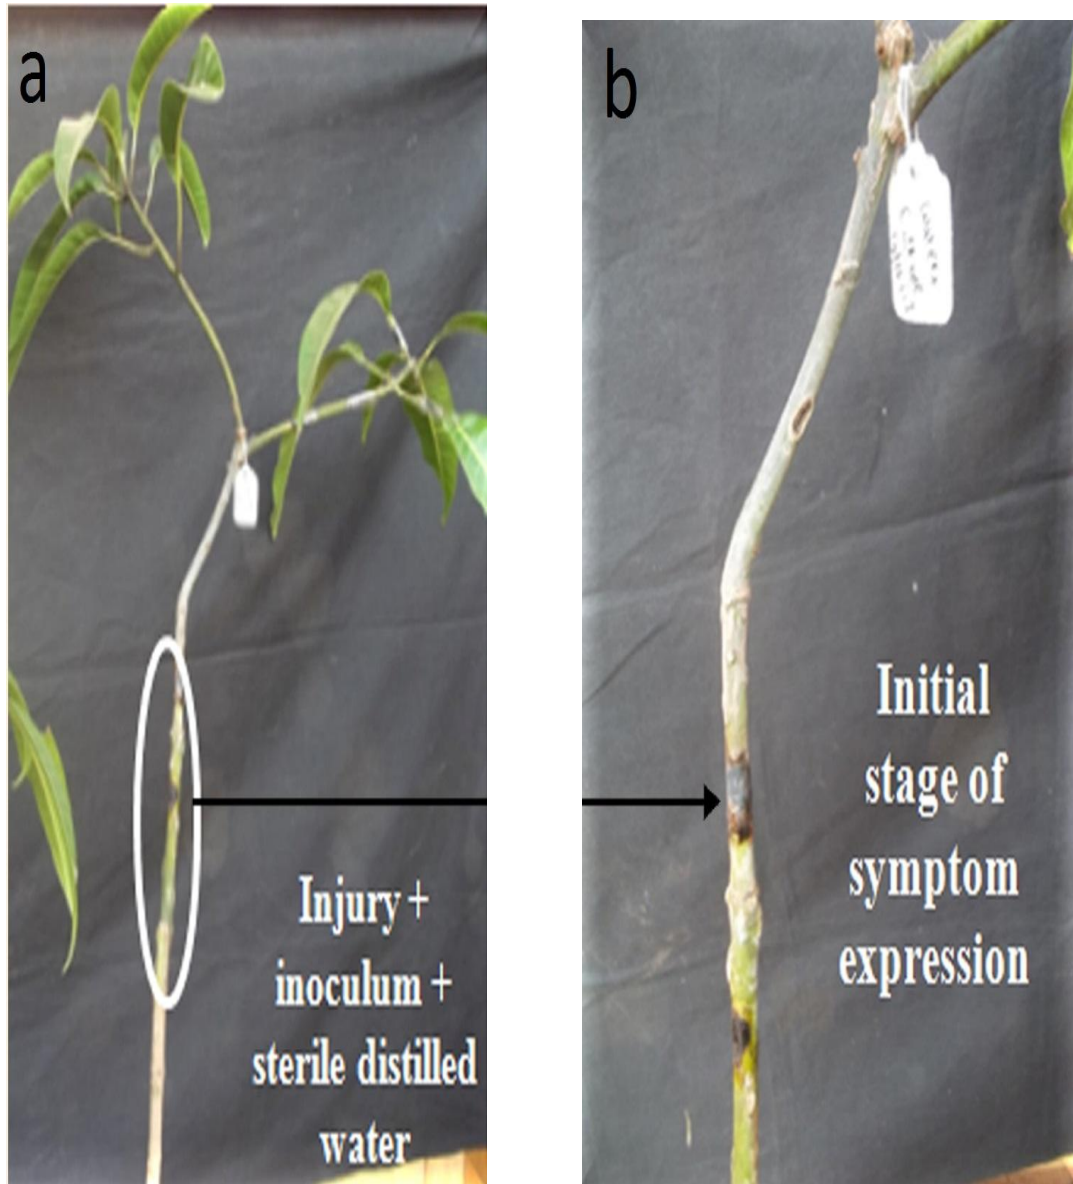 a
b
Injury +
inoculum +
sterile distilled
water
Initial
stage of
symptom
expression